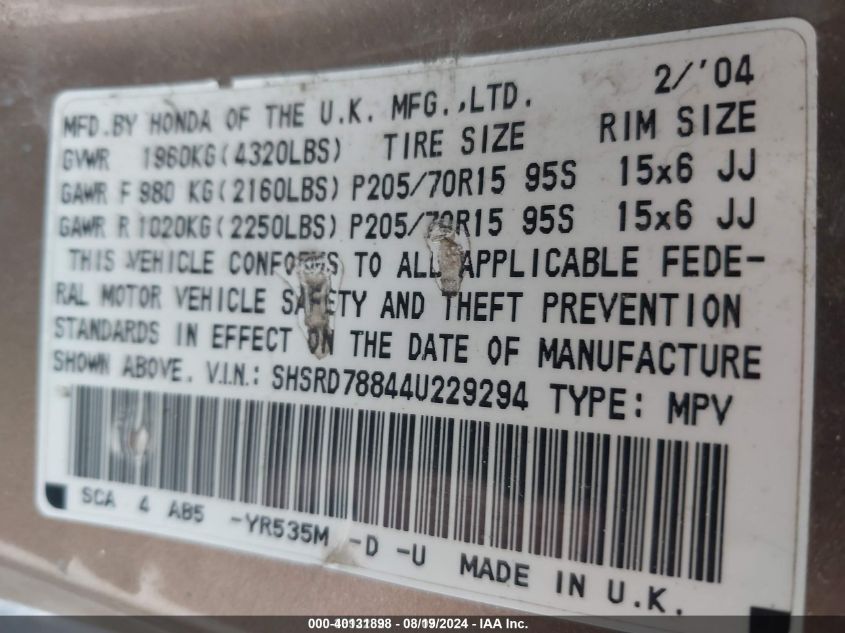 MFD.BY HONDA OF THE U.K. MFG.,LTD. 2/'04
GVWR 1960KG(4320LBS) TIRE SIZE RIM SIZE
GAWR F 980 KG(2160LBS) P205/70R15 95S 15x6 JJ
GAWR R 1020KG(2250LBS) P205/70R15 95S 15x6 JJ
THIS VEHICLE CONFORMS TO ALL APPLICABLE FEDE-
RAL MOTOR VEHICLE SAFETY AND THEFT PREVENTION
STANDARDS IN EFFECT ON THE DATE OF MANUFACTURE
SHOWN ABOVE. V.I.N.: SHSRD78844U229294 TYPE: MPV
SCA 4 AB5 -YR535M -D -U MADE IN U.K.
000-40131898 - 08/19/2024 - IAA Inc.